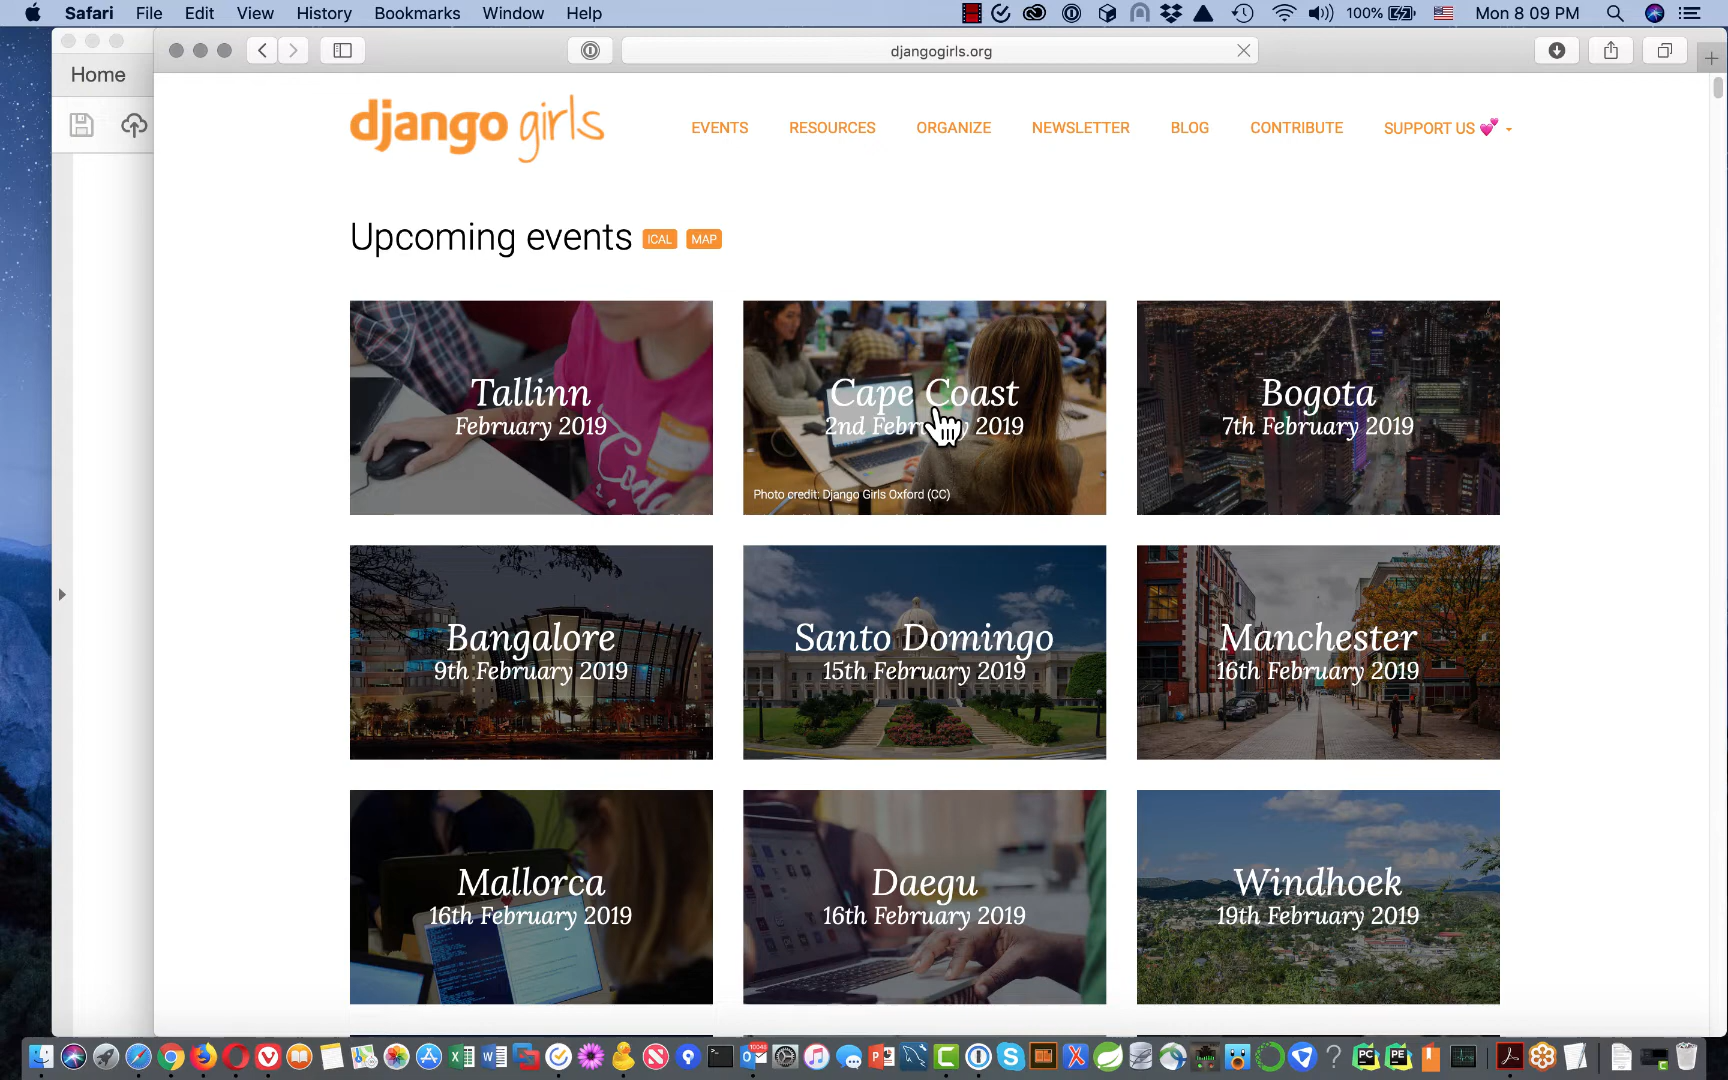 Safari File Edit View History Bookmarks Window Help 100% Mon 8 09 PM
djangogirls.org
Home
django girls
EVENTS RESOURCES ORGANIZE NEWSLETTER BLOG CONTRIBUTE SUPPORT US 💕
Upcoming events ICAL MAP
Tallinn
February 2019
Cape Coast
2nd February 2019
Photo credit: Django Girls Oxford (CC)
Bogota
7th February 2019
Bangalore
9th February 2019
Santo Domingo
15th February 2019
Manchester
16th February 2019
Mallorca
16th February 2019
Daegu
16th February 2019
Windhoek
19th February 2019